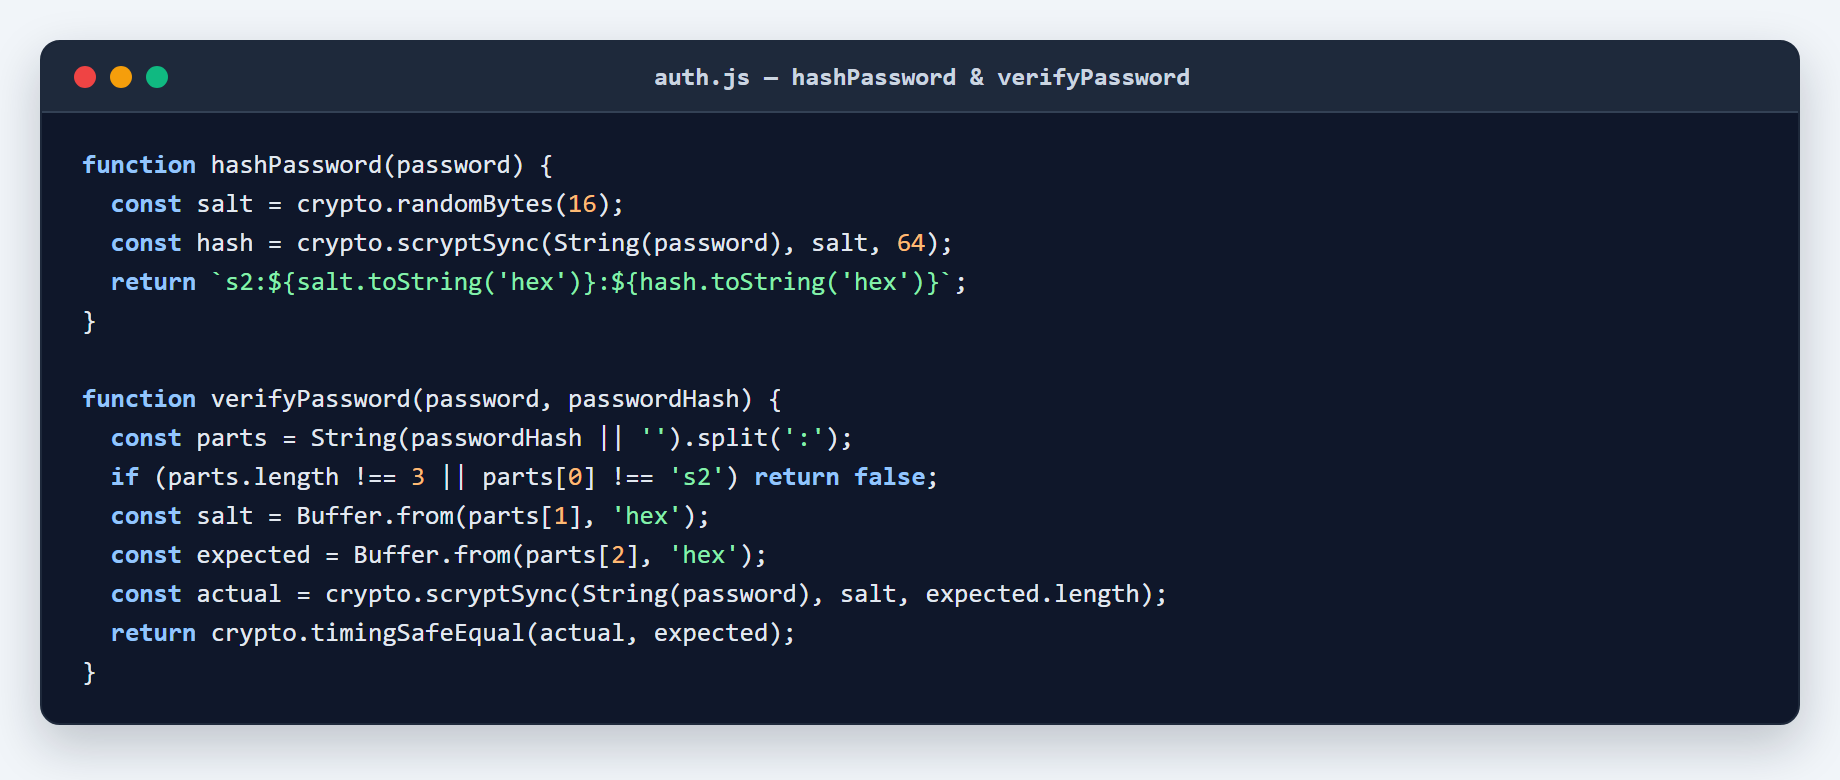 auth.js — hashPassword & verifyPassword
function hashPassword(password) {
  const salt = crypto.randomBytes(16);
  const hash = crypto.scryptSync(String(password), salt, 64);
  return `s2:${salt.toString('hex')}:${hash.toString('hex')}`;
}

function verifyPassword(password, passwordHash) {
  const parts = String(passwordHash || '').split(':');
  if (parts.length !== 3 || parts[0] !== 's2') return false;
  const salt = Buffer.from(parts[1], 'hex');
  const expected = Buffer.from(parts[2], 'hex');
  const actual = crypto.scryptSync(String(password), salt, expected.length);
  return crypto.timingSafeEqual(actual, expected);
}